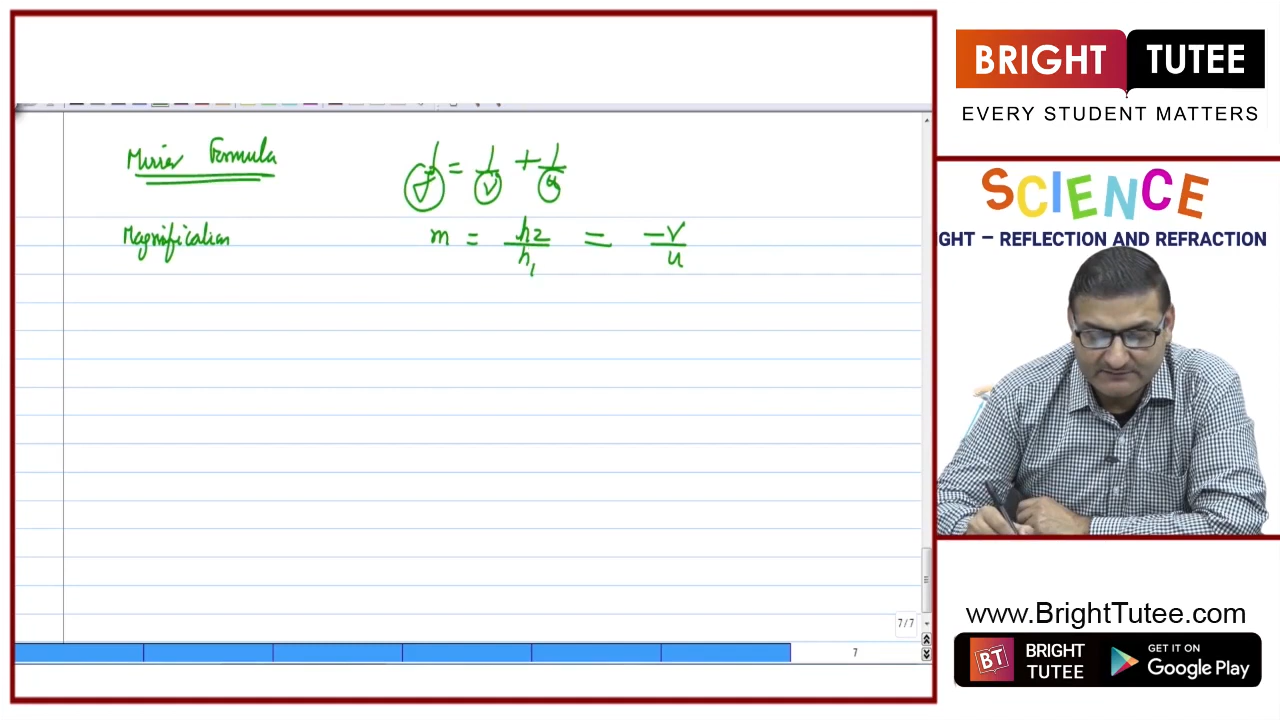 BRIGHT TUTEE
EVERY STUDENT MATTERS
SCIENCE
GHT – REFLECTION AND REFRACTION
Mirror Formula
1/f = 1/v + 1/u
Magnification
m = h2/h1 = -v/u
7/7
7
www.BrightTutee.com
BT
BRIGHT TUTEE
GET IT ON
Google Play